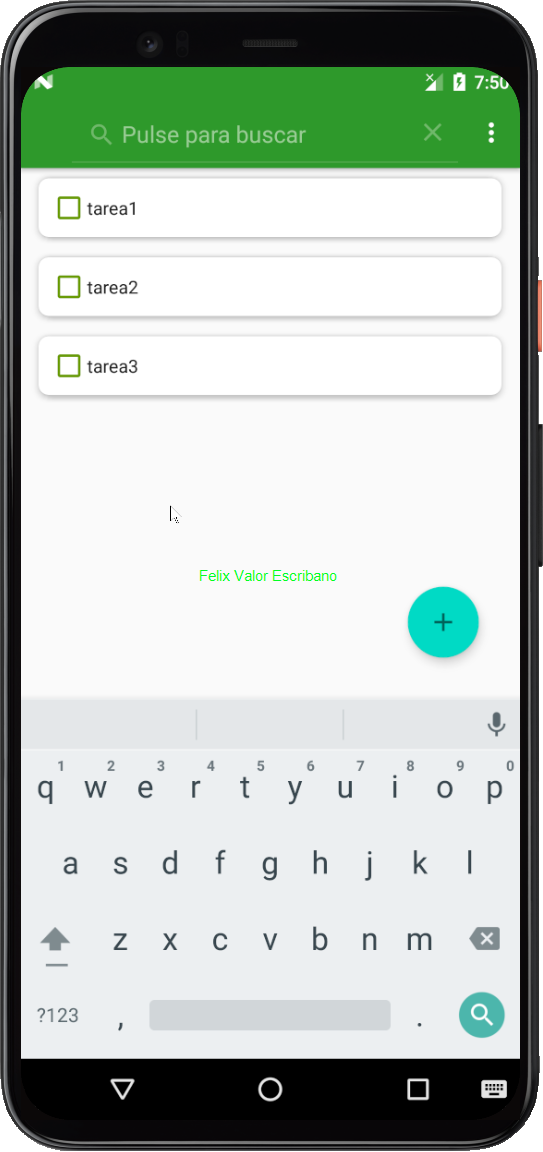 7:50
Pulse para buscar
tarea1
tarea2
tarea3
Felix Valor Escribano
1 2 3 4 5 6 7 8 9 0
q w e r t y u i o p
a s d f g h j k l
z x c v b n m
?123 , .